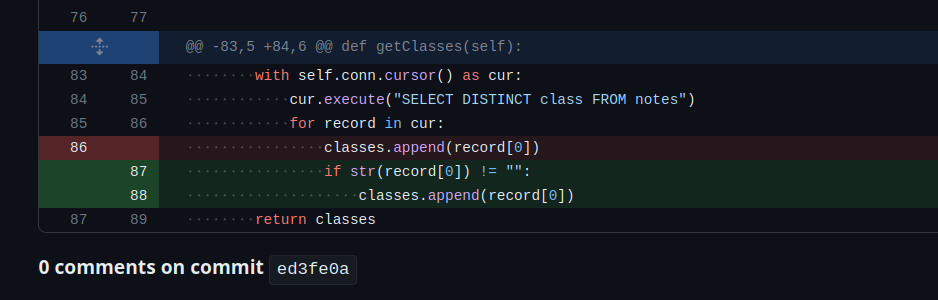 76 77
@@ -83,5 +84,6 @@ def getClasses(self):
83 84 ········with self.conn.cursor() as cur:
84 85 ············cur.execute("SELECT DISTINCT class FROM notes")
85 86 ············for record in cur:
86 ················classes.append(record[0])
87 ················if str(record[0]) != "":
88 ····················classes.append(record[0])
87 89 ········return classes
0 comments on commit ed3fe0a